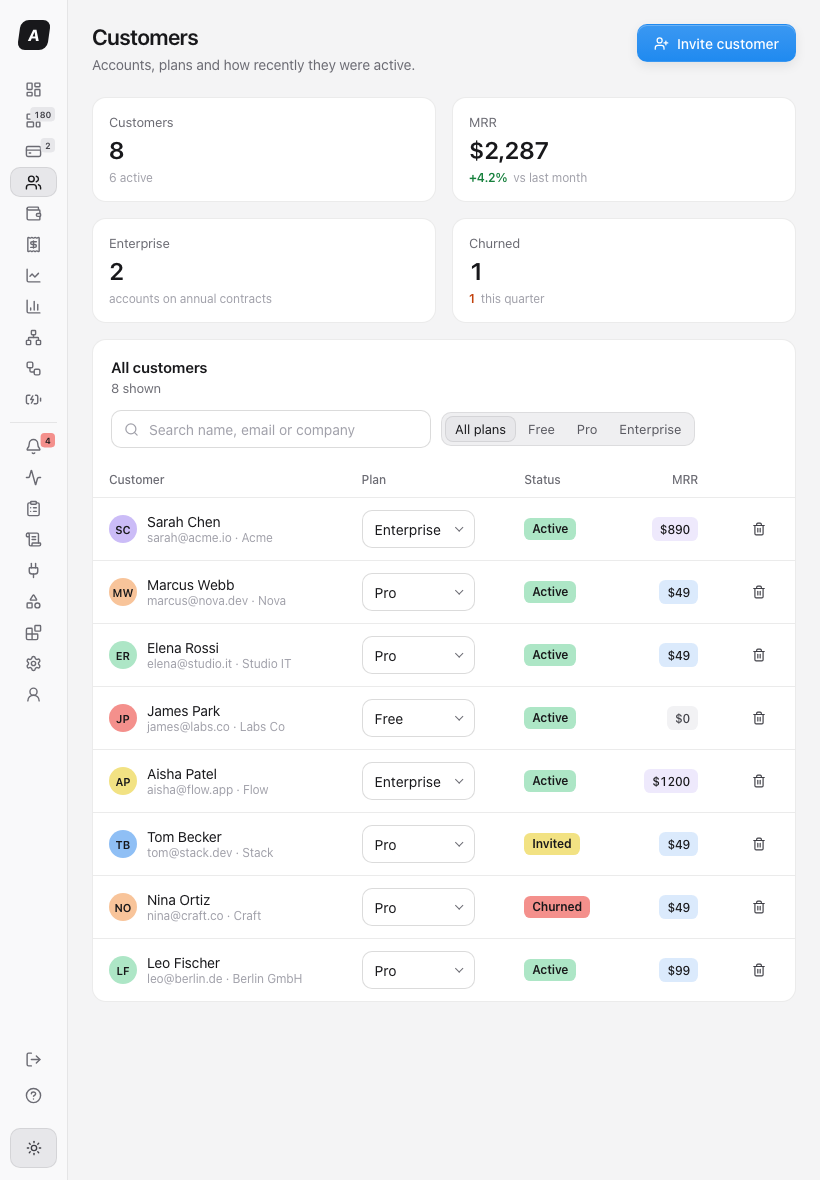 A
180
2
4
Customers
Accounts, plans and how recently they were active.
Invite customer
Customers
8
6 active
MRR
$2,287
+4.2% vs last month
Enterprise
2
accounts on annual contracts
Churned
1
1 this quarter
All customers
8 shown
Search name, email or company
All plans Free Pro Enterprise
Customer Plan Status MRR
SC Sarah Chen Enterprise Active $890
sarah@acme.io · Acme
MW Marcus Webb Pro Active $49
marcus@nova.dev · Nova
ER Elena Rossi Pro Active $49
elena@studio.it · Studio IT
JP James Park Free Active $0
james@labs.co · Labs Co
AP Aisha Patel Enterprise Active $1200
aisha@flow.app · Flow
TB Tom Becker Pro Invited $49
tom@stack.dev · Stack
NO Nina Ortiz Pro Churned $49
nina@craft.co · Craft
LF Leo Fischer Pro Active $99
leo@berlin.de · Berlin GmbH